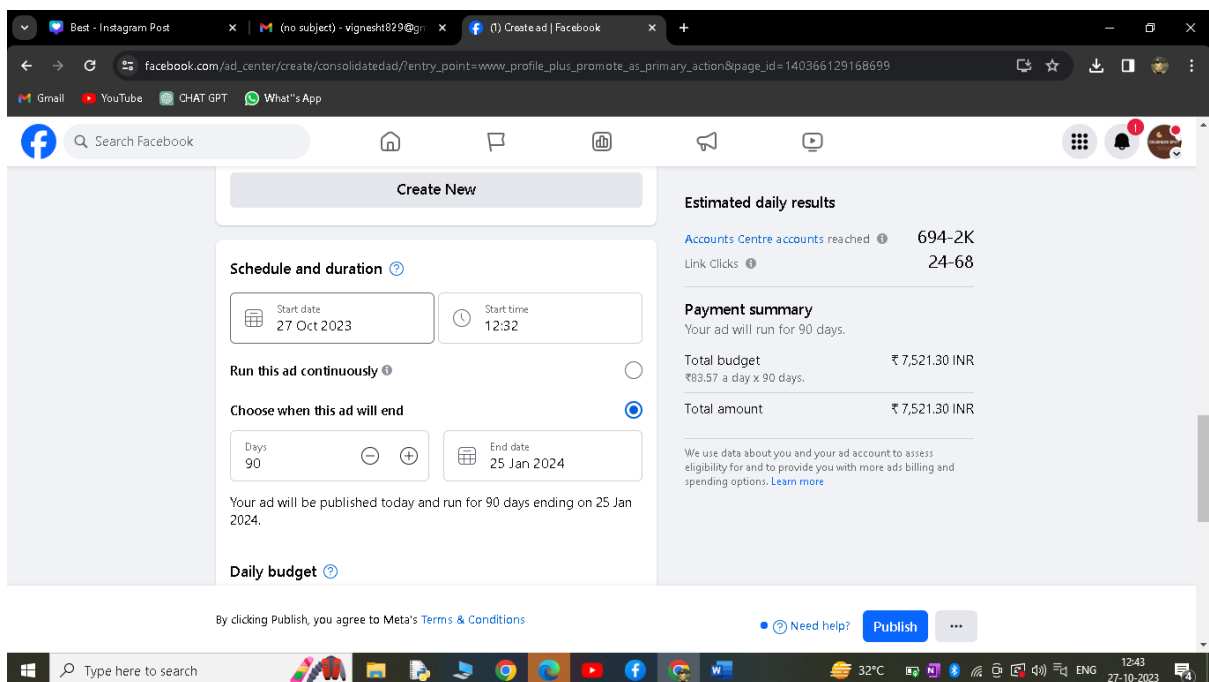 Best - Instagram Post
(no subject) - vignesht829@gm
(1) Create ad | Facebook
facebook.com/ad_center/create/consolidatedad/?entry_point=www_profile_plus_promote_as_primary_action&page_id=140366129168699
Gmail
YouTube
CHAT GPT
What"s App
Search Facebook
1
Create New
Estimated daily results
Accounts Centre accounts reached
694-2K
Link Clicks
24-68
Schedule and duration
Start date
27 Oct 2023
Start time
12:32
Payment summary
Your ad will run for 90 days.
Run this ad continuously
Total budget
₹ 7,521.30 INR
₹83.57 a day x 90 days.
Choose when this ad will end
Total amount
₹ 7,521.30 INR
Days
90
End date
25 Jan 2024
We use data about you and your ad account to assess
eligibility for and to provide you with more ads billing and
spending options. Learn more
Your ad will be published today and run for 90 days ending on 25 Jan
2024.
Daily budget
By clicking Publish, you agree to Meta's Terms & Conditions
Need help?
Publish
Type here to search
32°C
ENG
12:43
27-10-2023
4